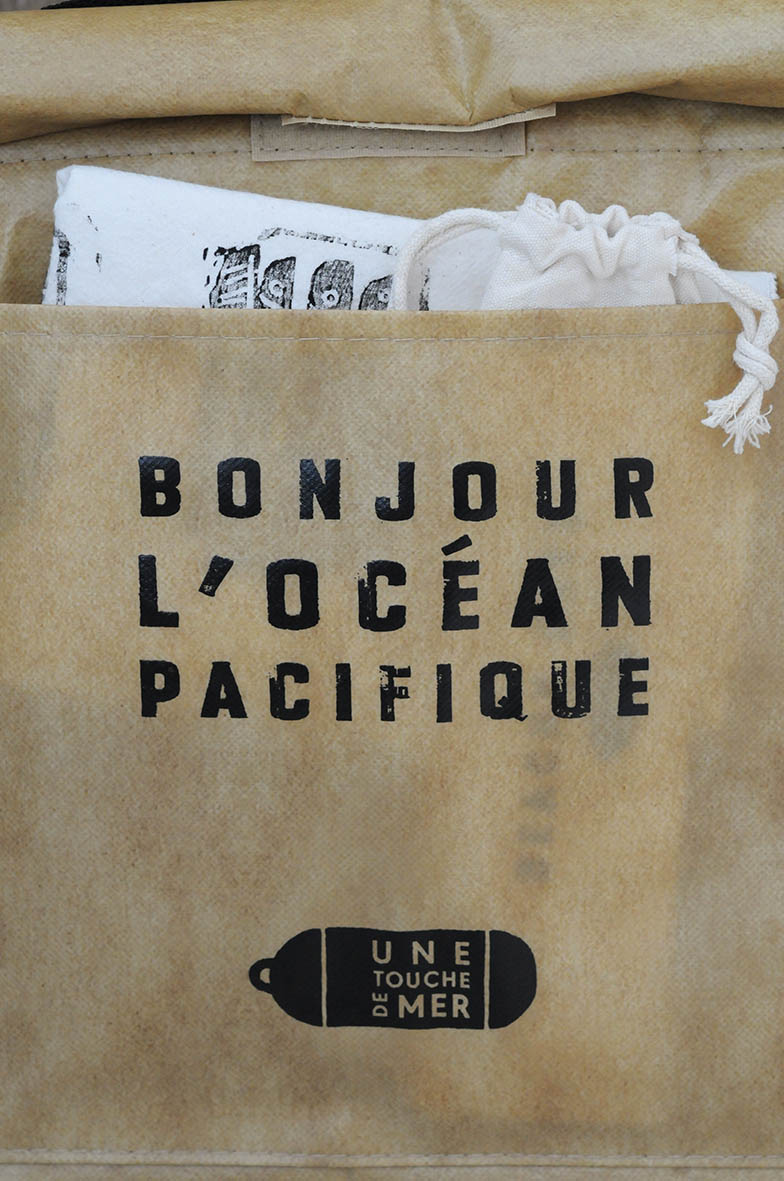 BONJOUR
L'OCÉAN
PACIFIQUE
UNE
TOUCHE
DE MER